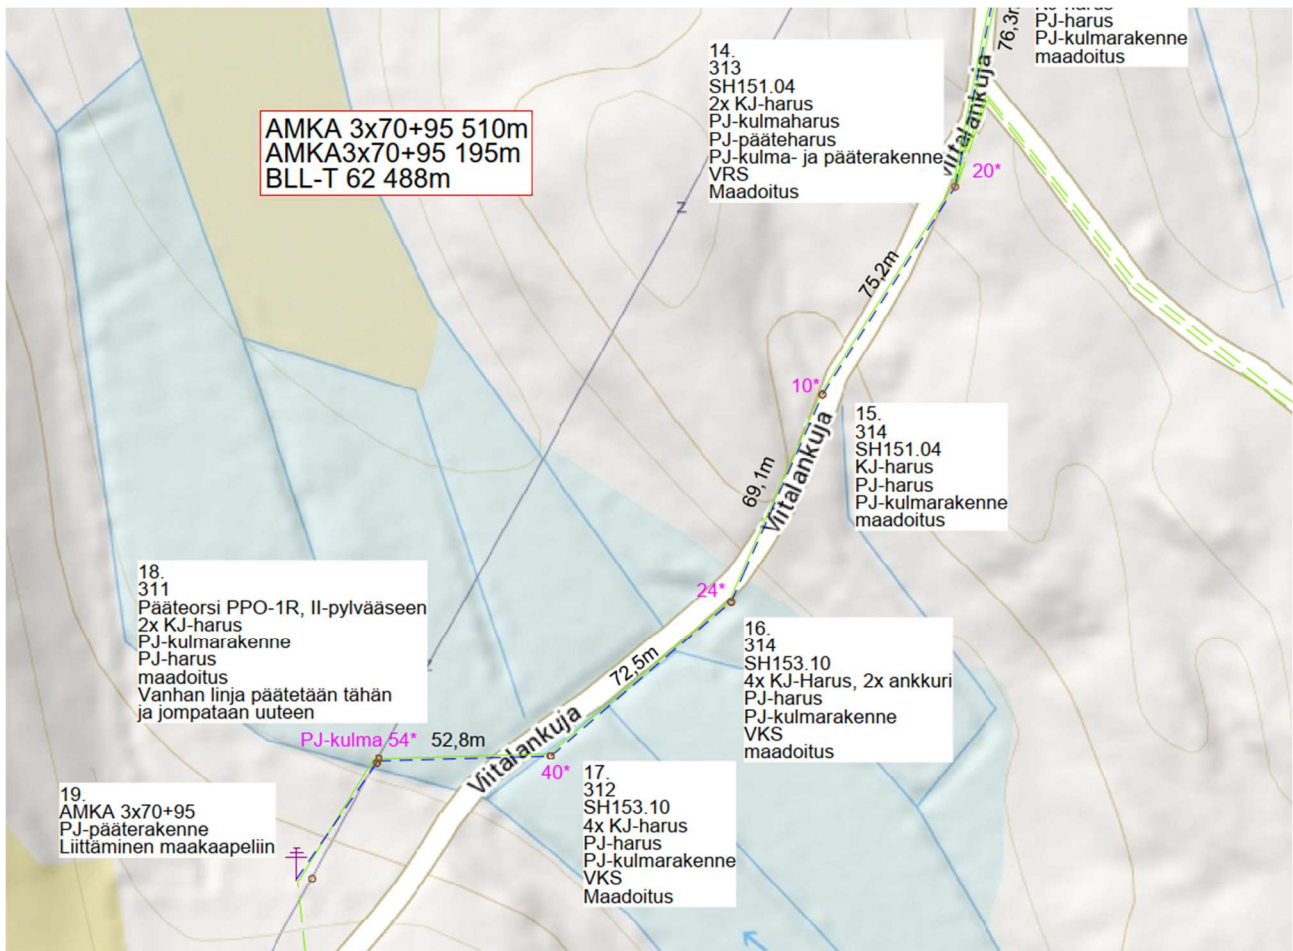 KJ-harus
PJ-harus
PJ-kulmarakenne
maadoitus
76,3m
Viitalankuja
14.
313
SH151.04
2x KJ-harus
PJ-kulmaharus
PJ-pääteharus
PJ-kulma- ja pääterakenne
VRS
Maadoitus
20*
AMKA 3x70+95 510m
AMKA3x70+95 195m
BLL-T 62 488m
Z
75,2m
10*
15.
314
SH151.04
KJ-harus
PJ-harus
PJ-kulmarakenne
maadoitus
69,1m
Viitalankuja
24*
18.
311
Pääteorsi PPO-1R, II-pylvääseen
2x KJ-harus
PJ-kulmarakenne
PJ-harus
maadoitus
Vanhan linja päätetään tähän
ja jompataan uuteen
16.
314
SH153.10
4x KJ-Harus, 2x ankkuri
PJ-harus
PJ-kulmarakenne
VKS
maadoitus
72,5m
PJ-kulma 54*
52,8m
Viitalankuja
40*
17.
312
SH153.10
4x KJ-harus
PJ-harus
PJ-kulmarakenne
VKS
Maadoitus
19.
AMKA 3x70+95
PJ-pääterakenne
Liittäminen maakaapeliin